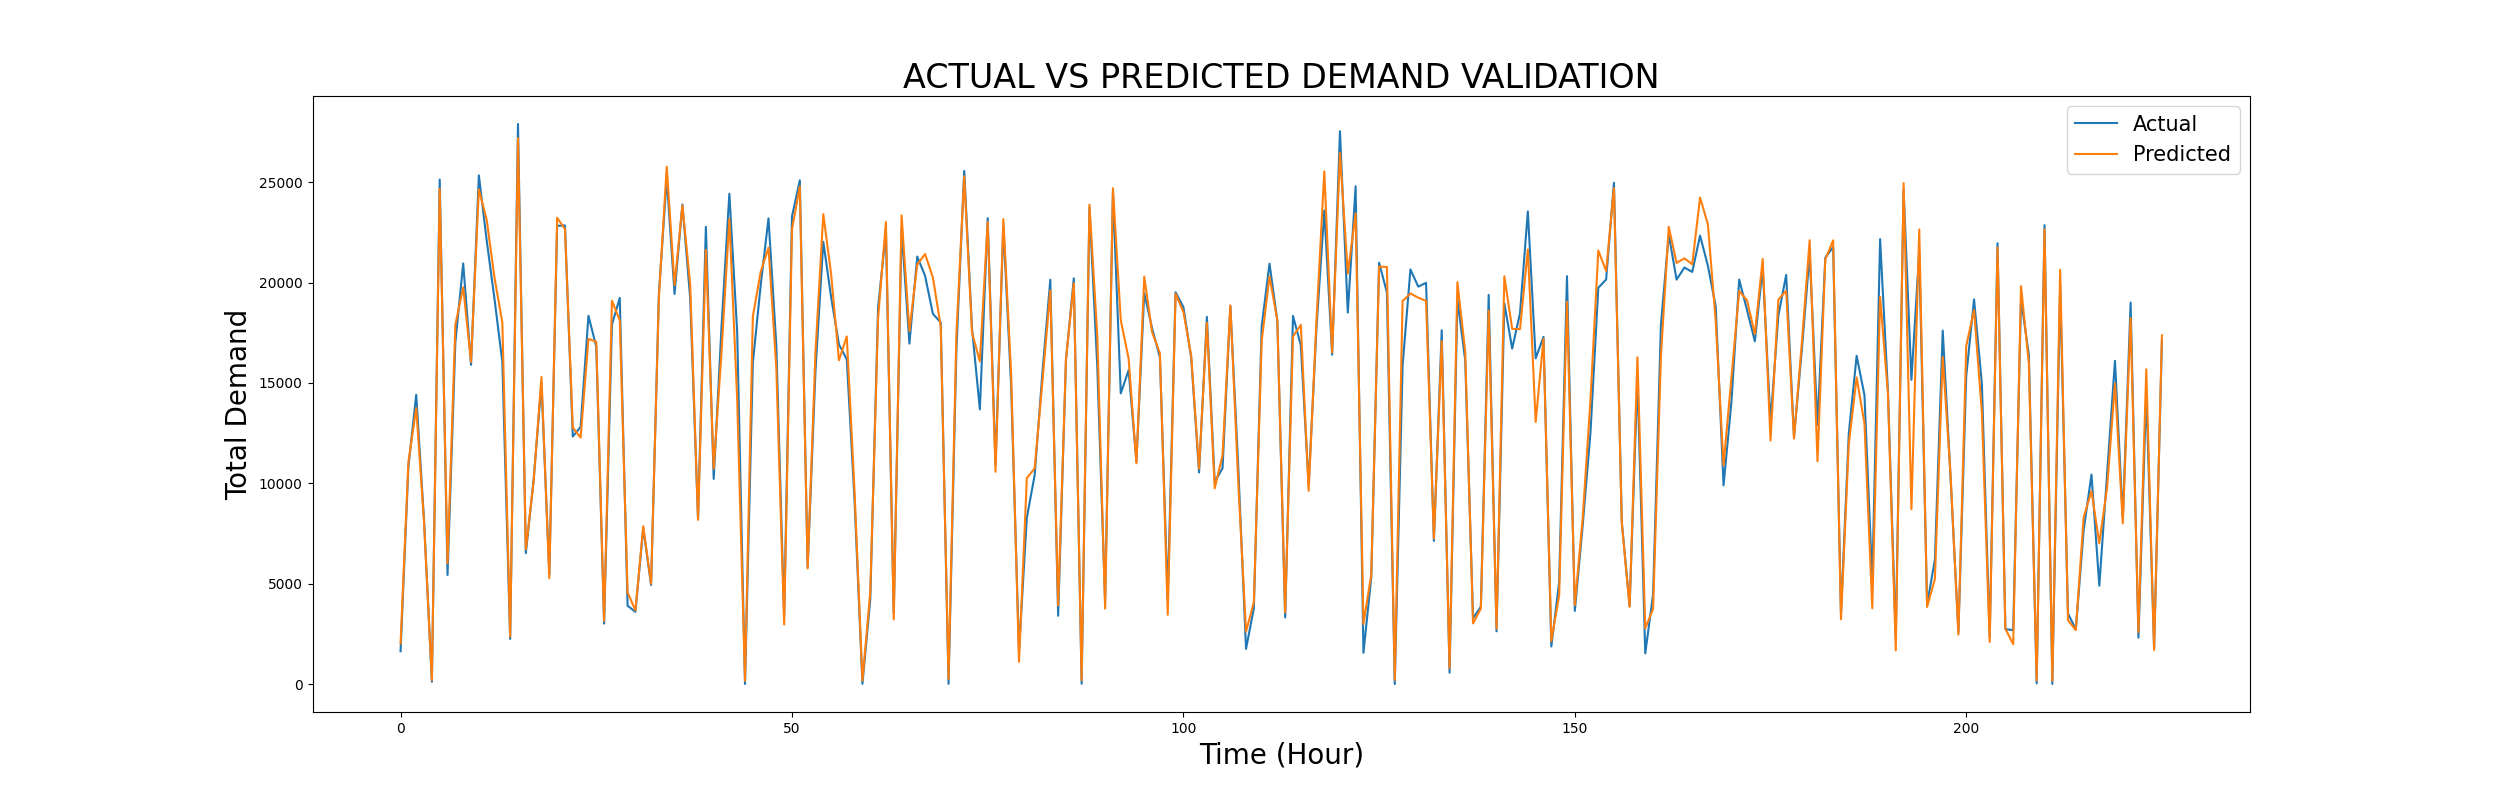 ACTUAL VS PREDICTED DEMAND VALIDATION
Actual
Predicted
25000
20000
15000
10000
5000
0
Total Demand
0 50 100 150 200
Time (Hour)